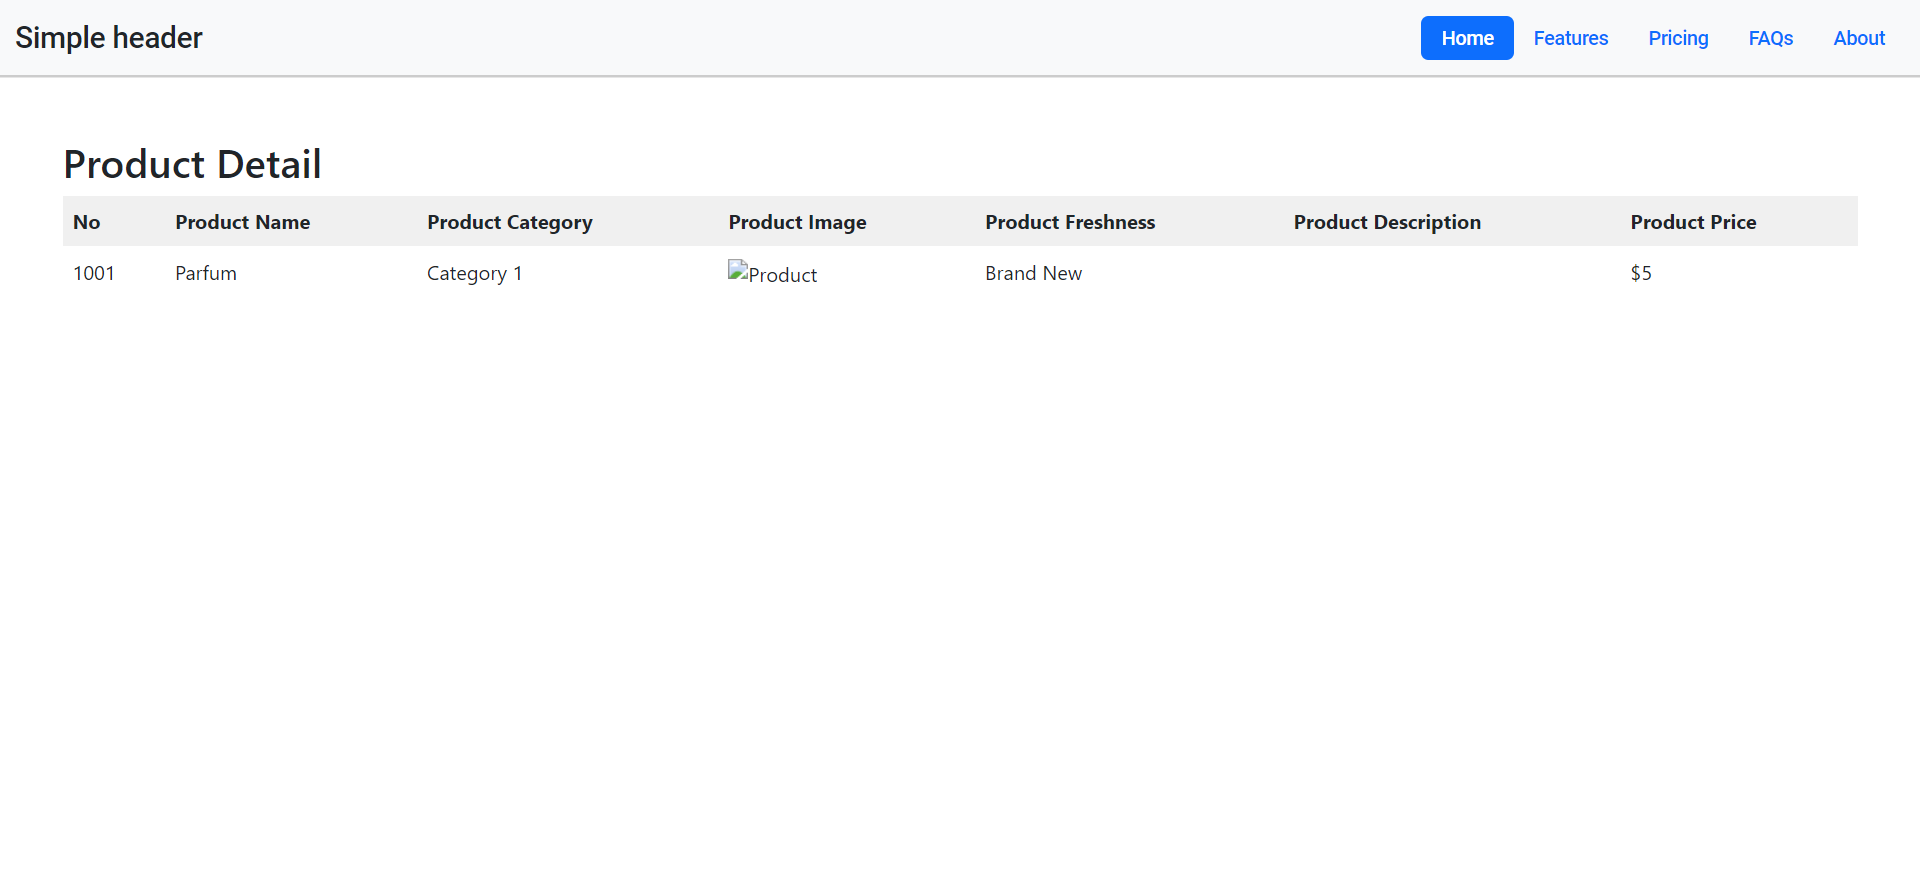 Simple header
Home Features Pricing FAQs About
Product Detail
No Product Name Product Category Product Image Product Freshness Product Description Product Price
1001 Parfum Category 1 Product Brand New $5